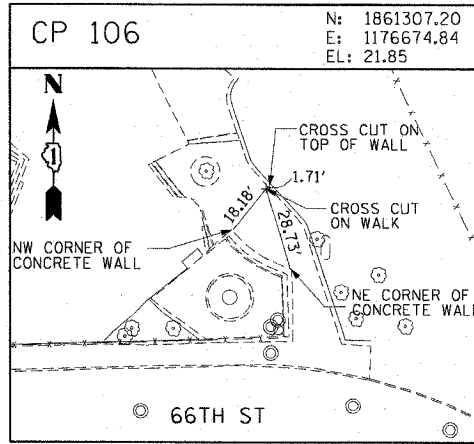 CP 106
N: 1861307.20
E: 1176674.84
EL: 21.85
N
1
CROSS CUT ON
TOP OF WALL
1.71'
CROSS CUT
ON WALK
18.18'
28.73'
NW CORNER OF
CONCRETE WALL
NE CORNER OF
CONCRETE WALL
66TH ST